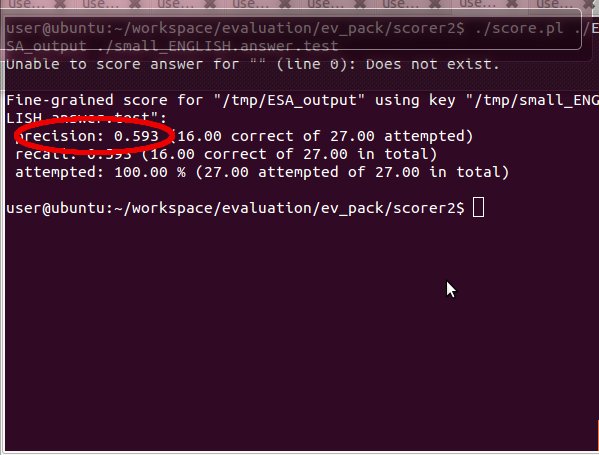 use... use... use... use... use... use... use... use...
user@ubuntu:~/workspace/evaluation/ev_pack/scorer2$ ./score.pl ./E
SA_output ./small_ENGLISH.answer.test
Unable to score answer for "" (line 0): Does not exist.
Fine-grained score for "/tmp/ESA_output" using key "/tmp/small_ENG
LISH.answer.test":
precision: 0.593 (16.00 correct of 27.00 attempted)
recall: 0.593 (16.00 correct of 27.00 in total)
attempted: 100.00 % (27.00 attempted of 27.00 in total)
user@ubuntu:~/workspace/evaluation/ev_pack/scorer2$